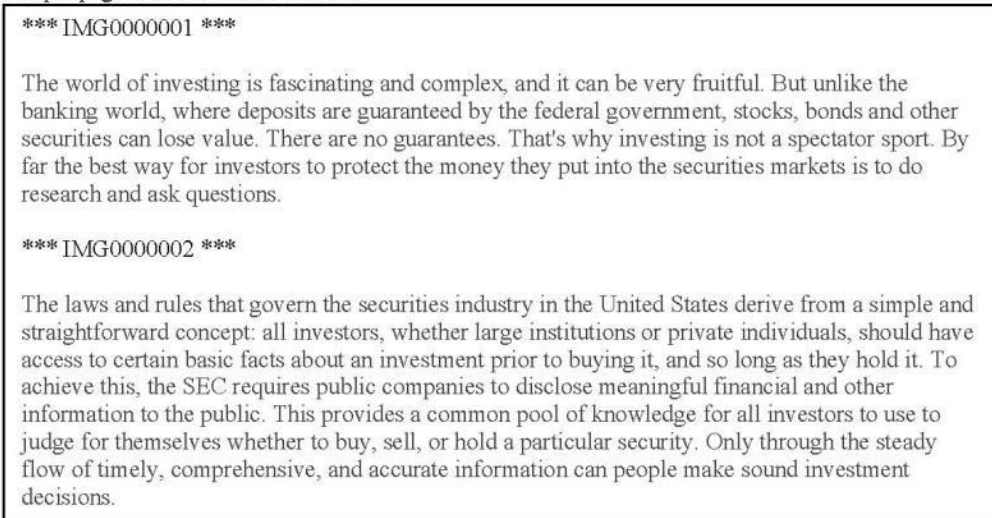 *** IMG0000001 ***
The world of investing is fascinating and complex, and it can be very fruitful. But unlike the
banking world, where deposits are guaranteed by the federal government, stocks, bonds and other
securities can lose value. There are no guarantees. That's why investing is not a spectator sport. By
far the best way for investors to protect the money they put into the securities markets is to do
research and ask questions.
*** IMG0000002 ***
The laws and rules that govern the securities industry in the United States derive from a simple and
straightforward concept: all investors, whether large institutions or private individuals, should have
access to certain basic facts about an investment prior to buying it, and so long as they hold it. To
achieve this, the SEC requires public companies to disclose meaningful financial and other
information to the public. This provides a common pool of knowledge for all investors to use to
judge for themselves whether to buy, sell, or hold a particular security. Only through the steady
flow of timely, comprehensive, and accurate information can people make sound investment
decisions.